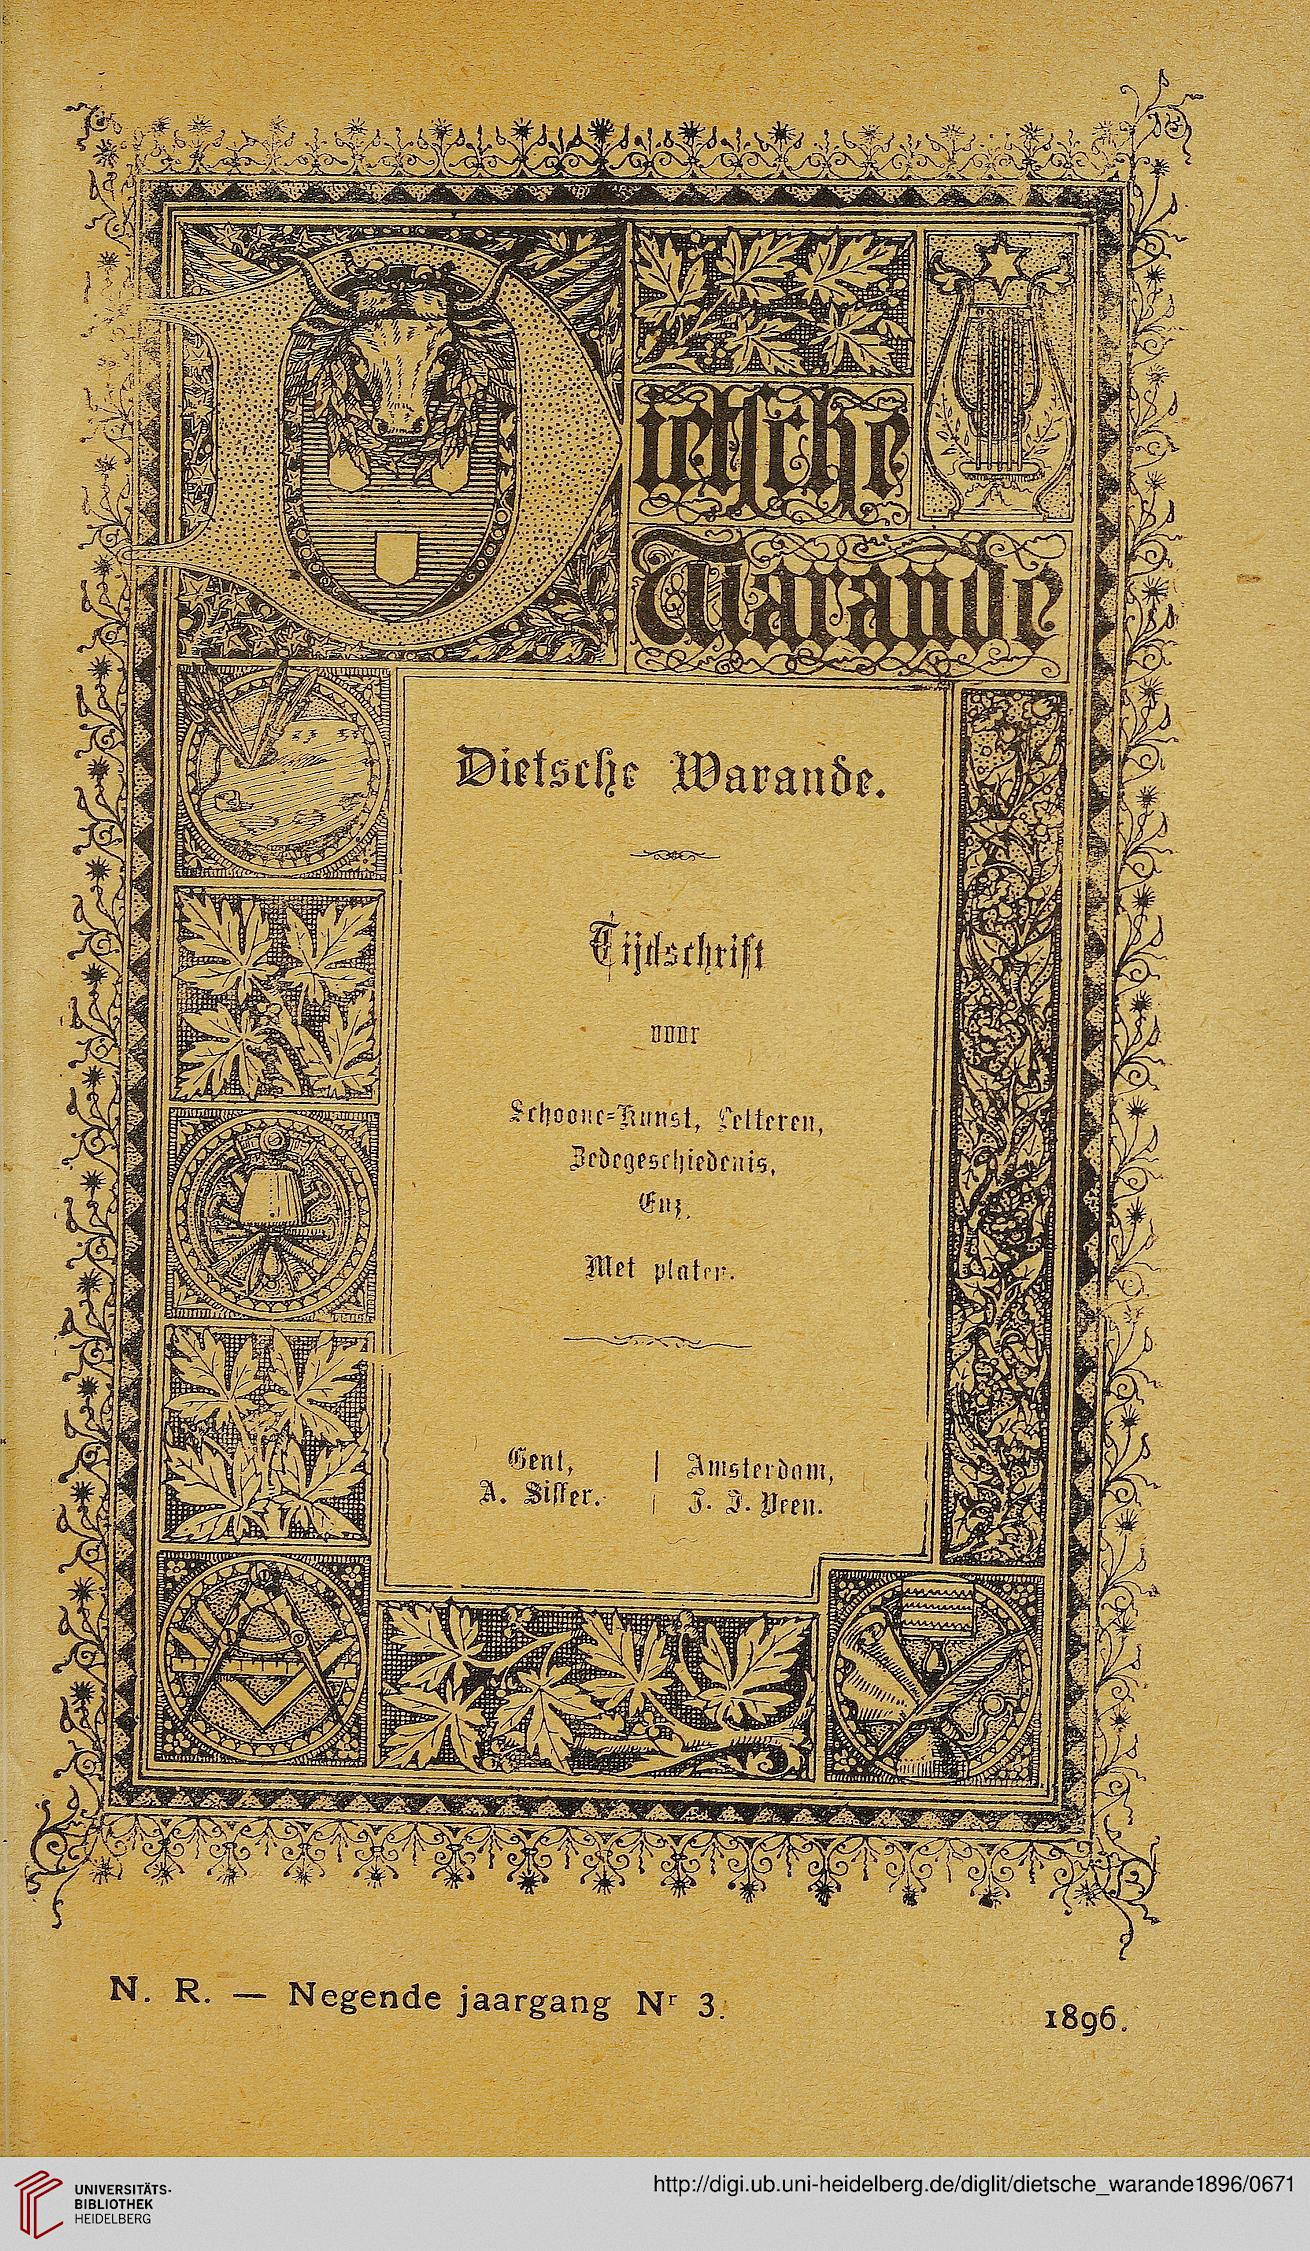 Dietsche
Warande
Dietsche Warande.
Tijdschrift
voor
Schoone=Kunst, Letteren,
Zedegeschiedenis,
Enz.
Met platen.
Gent, | Amsterdam,
A. Siffer. | J. J. Veen.
N. R. — Negende jaargang Nr 3.
1896.
UNIVERSITÄTS-
BIBLIOTHEK
HEIDELBERG
http://digi.ub.uni-heidelberg.de/diglit/dietsche_warande1896/0671